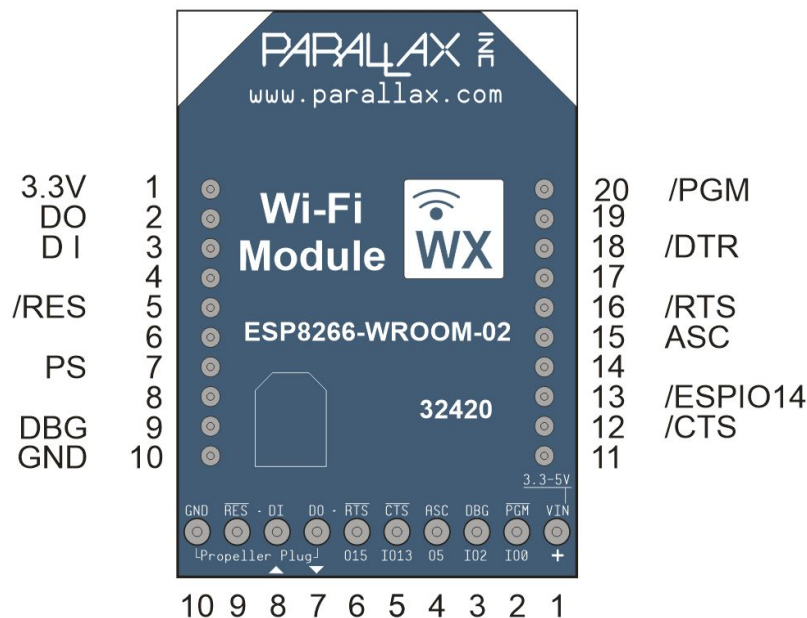 PARALLAX INC
www.parallax.com
3.3V 1 20 /PGM
DO 2 19
D I 3 Wi-Fi 18 /DTR
4 Module WX 17
/RES 5 16 /RTS
6 ESP8266-WROOM-02 15 ASC
PS 7 14
8 32420 13 /ESPIO14
DBG 9 12 /CTS
GND 10 11
3.3-5V
GND RES - DI DO - RTS CTS ASC DBG PGM VIN
Propeller Plug O15 IO13 O5 IO2 IO0 +
10 9 8 7 6 5 4 3 2 1